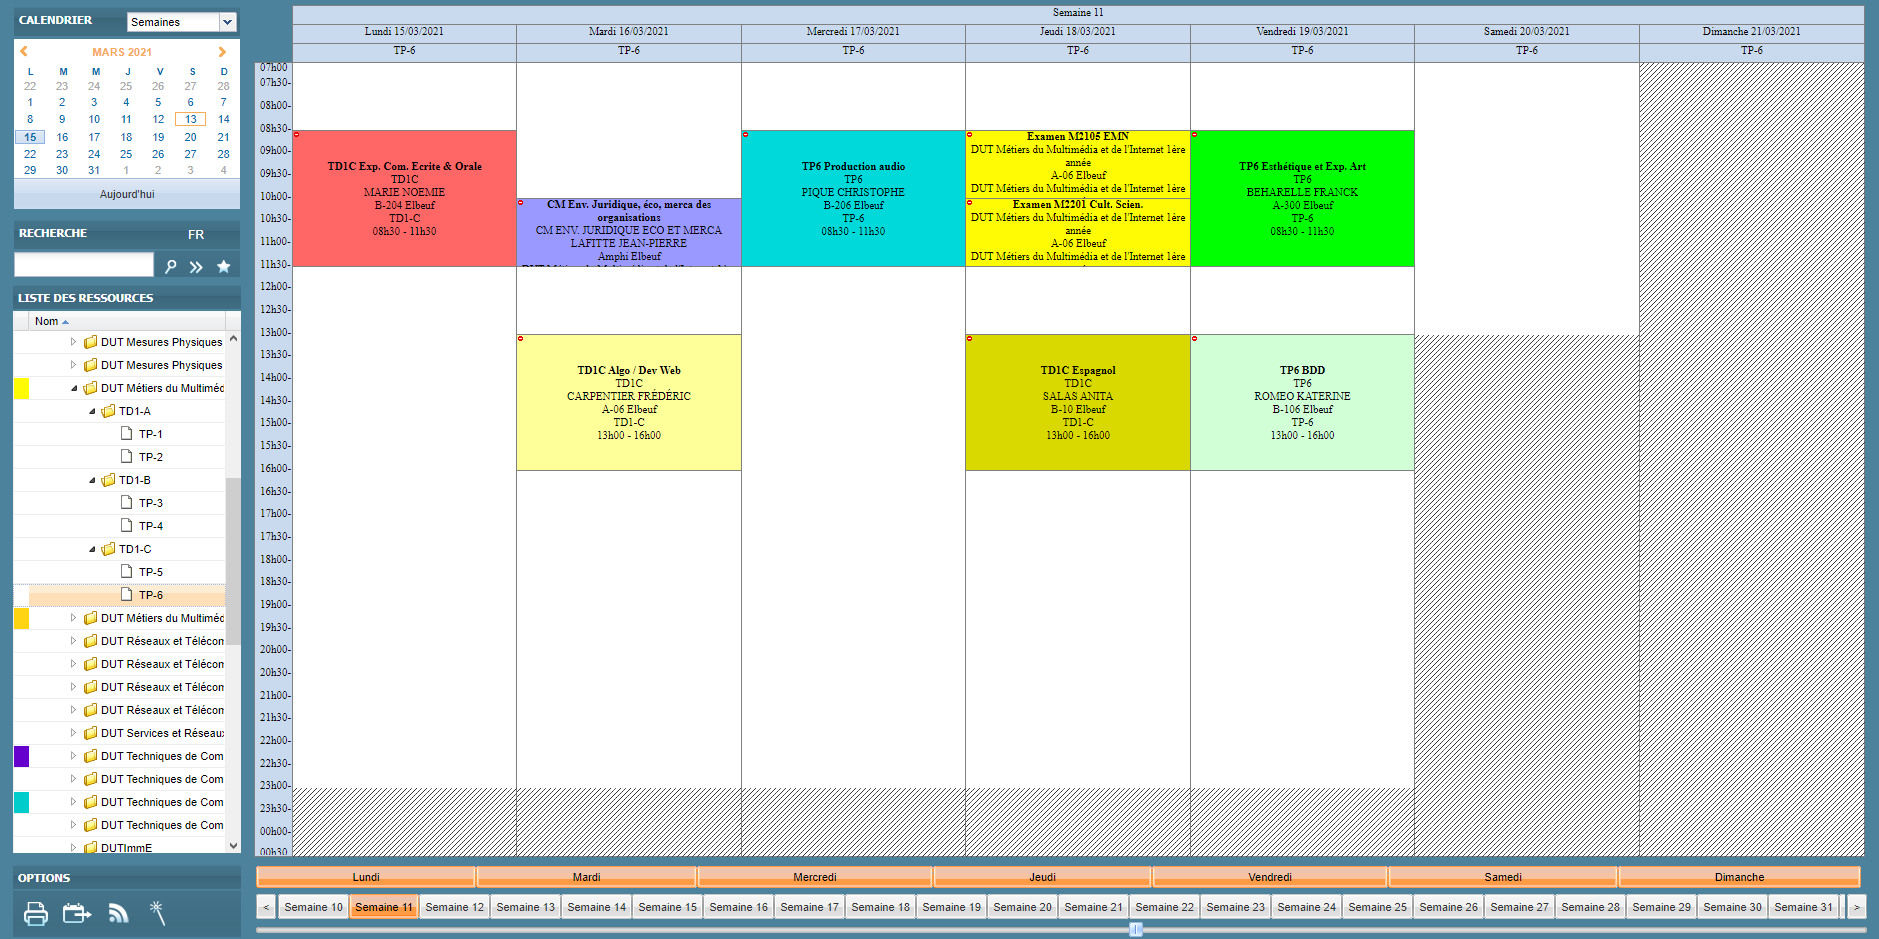 CALENDRIER
Semaines
MARS 2021
L M M J V S D
22 23 24 25 26 27 28
1 2 3 4 5 6 7
8 9 10 11 12 13 14
15 16 17 18 19 20 21
22 23 24 25 26 27 28
29 30 31 1 2 3 4
Aujourd'hui
RECHERCHE
FR
LISTE DES RESSOURCES
Nom
DUT Mesures Physiques
DUT Mesures Physiques
DUT Métiers du Multiméd
TD1-A
TP-1
TP-2
TD1-B
TP-3
TP-4
TD1-C
TP-5
TP-6
DUT Métiers du Multiméd
DUT Réseaux et Télécom
DUT Réseaux et Télécom
DUT Réseaux et Télécom
DUT Réseaux et Télécom
DUT Services et Réseaux
DUT Techniques de Com
DUT Techniques de Com
DUT Techniques de Com
DUT Techniques de Com
DUTImmE
OPTIONS
Semaine 11
Lundi 15/03/2021
Mardi 16/03/2021
Mercredi 17/03/2021
Jeudi 18/03/2021
Vendredi 19/03/2021
Samedi 20/03/2021
Dimanche 21/03/2021
TP-6
TP-6
TP-6
TP-6
TP-6
TP-6
TP-6
07h00
07h30-
08h00-
08h30-
09h00-
09h30-
10h00-
10h30-
11h00-
11h30-
12h00-
12h30-
13h00-
13h30-
14h00-
14h30-
15h00-
15h30-
16h00-
16h30-
17h00-
17h30-
18h00-
18h30-
19h00-
19h30-
20h00-
20h30-
21h00-
21h30-
22h00-
22h30-
23h00-
23h30-
00h00-
00h30
TD1C Exp. Com. Ecrite & Orale
TD1C
MARIE NOEMIE
B-204 Elbeuf
TD1-C
08h30 - 11h30
CM Env. Juridique, éco, merca des
organisations
CM ENV. JURIDIQUE ECO ET MERCA
LAFITTE JEAN-PIERRE
Amphi Elbeuf
TD1C Algo / Dev Web
TD1C
CARPENTIER FRÉDÉRIC
A-06 Elbeuf
TD1-C
13h00 - 16h00
TP6 Production audio
TP6
PIQUE CHRISTOPHE
B-206 Elbeuf
TP-6
08h30 - 11h30
Examen M2105 EMN
DUT Métiers du Multimédia et de l'Internet 1ère
année
A-06 Elbeuf
DUT Métiers du Multimédia et de l'Internet 1ère
Examen M2201 Cult. Scien.
DUT Métiers du Multimédia et de l'Internet 1ère
année
A-06 Elbeuf
DUT Métiers du Multimédia et de l'Internet 1ère
TD1C Espagnol
TD1C
SALAS ANITA
B-10 Elbeuf
TD1-C
13h00 - 16h00
TP6 Esthétique et Exp. Art
TP6
BEHARELLE FRANCK
A-300 Elbeuf
TP-6
08h30 - 11h30
TP6 BDD
TP6
ROMEO KATERINE
B-106 Elbeuf
TP-6
13h00 - 16h00
Lundi Mardi Mercredi Jeudi Vendredi Samedi Dimanche
< Semaine 10 Semaine 11 Semaine 12 Semaine 13 Semaine 14 Semaine 15 Semaine 16 Semaine 17 Semaine 18 Semaine 19 Semaine 20 Semaine 21 Semaine 22 Semaine 23 Semaine 24 Semaine 25 Semaine 26 Semaine 27 Semaine 28 Semaine 29 Semaine 30 Semaine 31 >